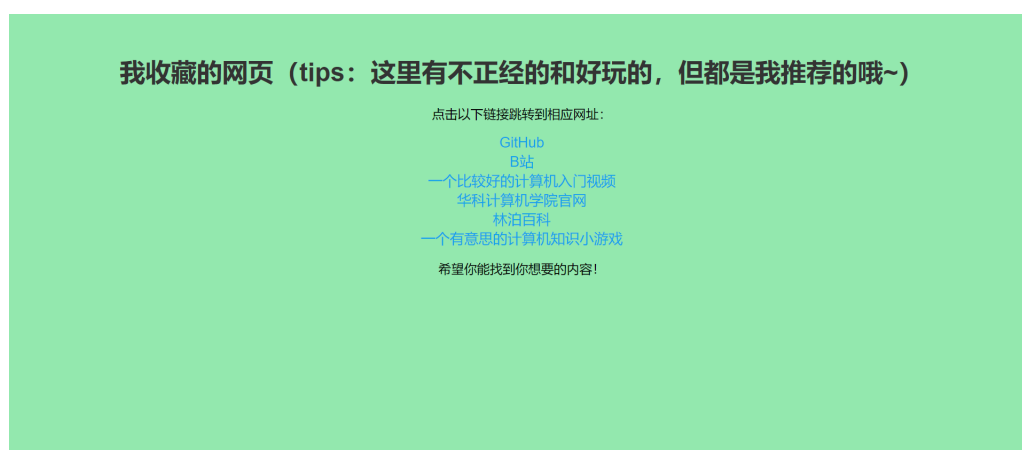 我收藏的网页（tips：这里有不正经的和好玩的，但都是我推荐的哦~）
点击以下链接跳转到相应网址：
GitHub
B站
一个比较好的计算机入门视频
华科计算机学院官网
林泊百科
一个有意思的计算机知识小游戏
希望你能找到你想要的内容！